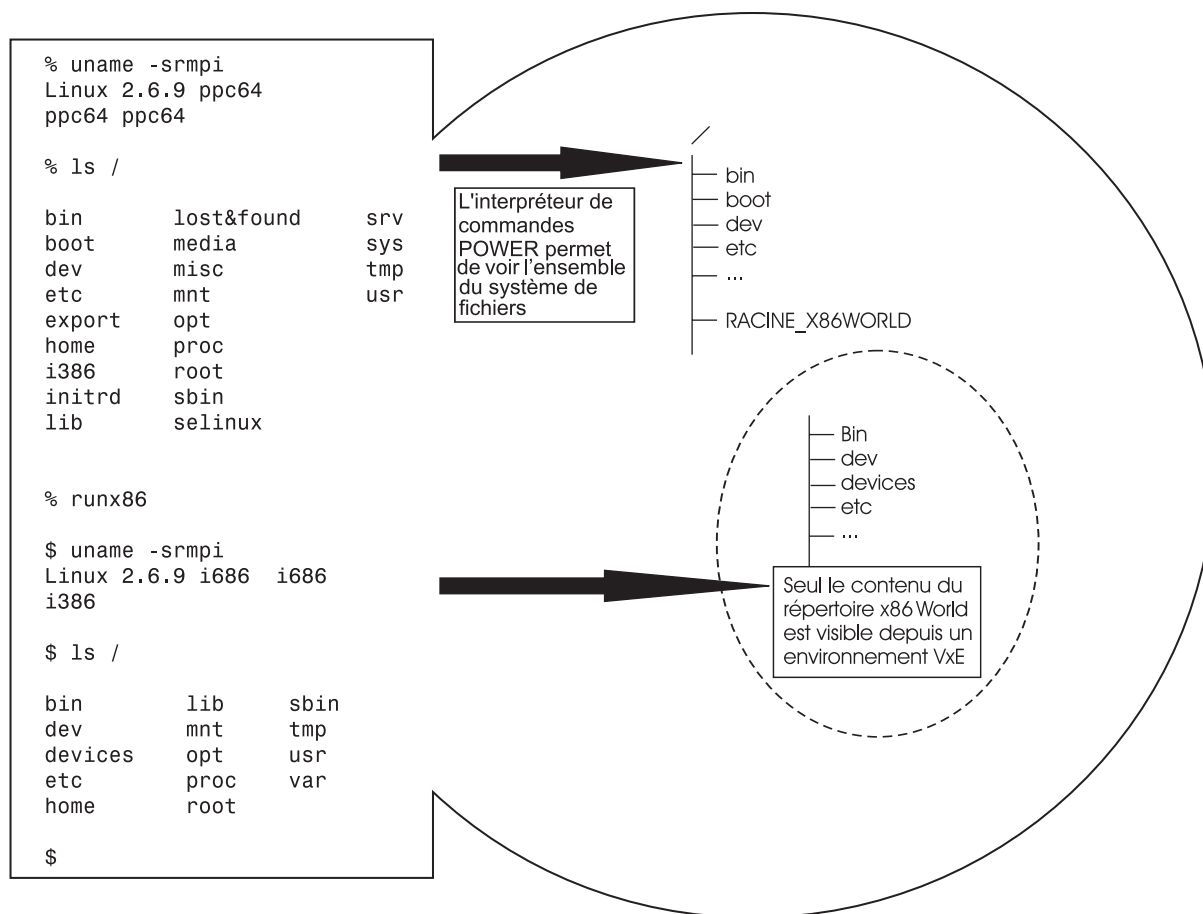 % uname -srmpi
Linux 2.6.9 ppc64
ppc64 ppc64
% ls /
bin lost&found srv
boot media sys
dev misc tmp
etc mnt usr
export opt
home proc
i386 root
initrd sbin
lib selinux
% runx86
$ uname -srmpi
Linux 2.6.9 i686 i686
i386
$ ls /
bin lib sbin
dev mnt tmp
devices opt usr
etc proc var
home root
$
L'interpréteur de
commandes
POWER permet
de voir l'ensemble
du système de
fichiers
/
bin
boot
dev
etc
...
RACINE_X86WORLD
Bin
dev
devices
etc
...
Seul le contenu du
répertoire x86 World
est visible depuis un
environnement VxE